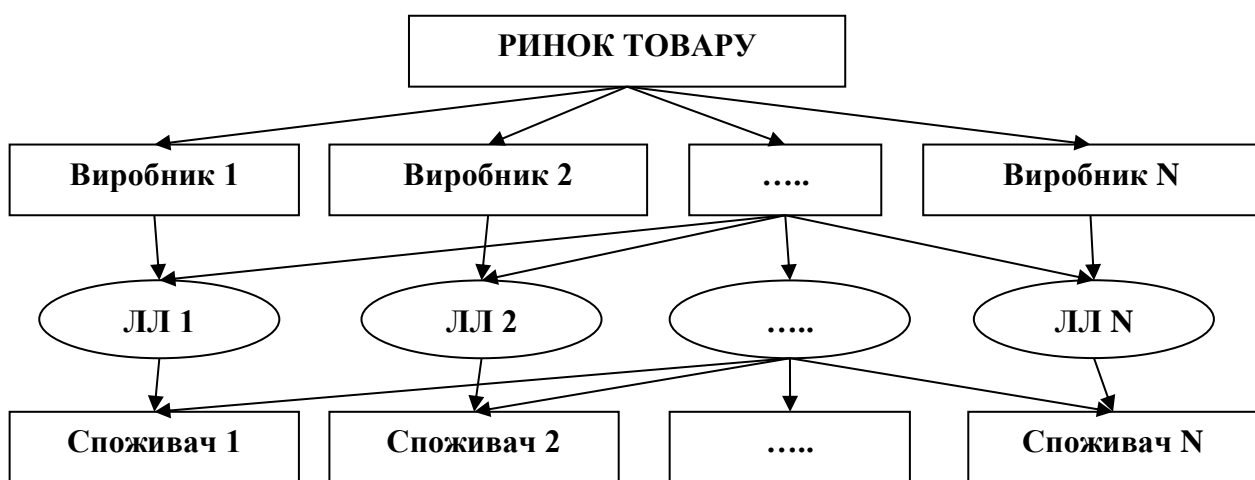 РИНОК ТОВАРУ
Виробник 1
Виробник 2
…..
Виробник N
ЛЛ 1
ЛЛ 2
…..
ЛЛ N
Споживач 1
Споживач 2
…..
Споживач N